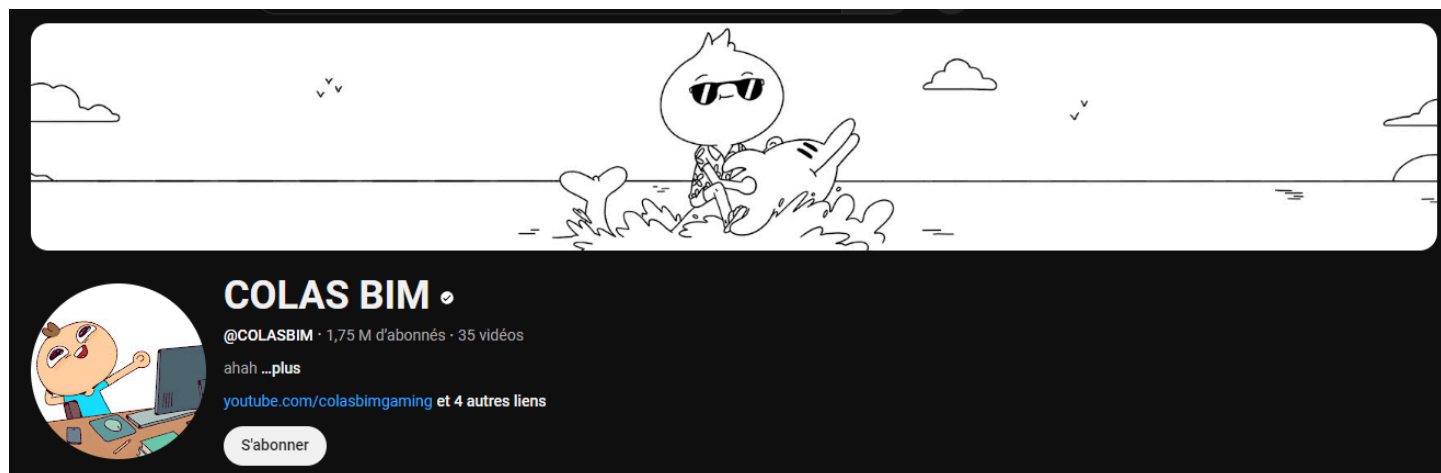 COLAS BIM
@COLASBIM · 1,75 M d’abonnés · 35 vidéos
ahah ...plus
youtube.com/colasbimgaming et 4 autres liens
S'abonner